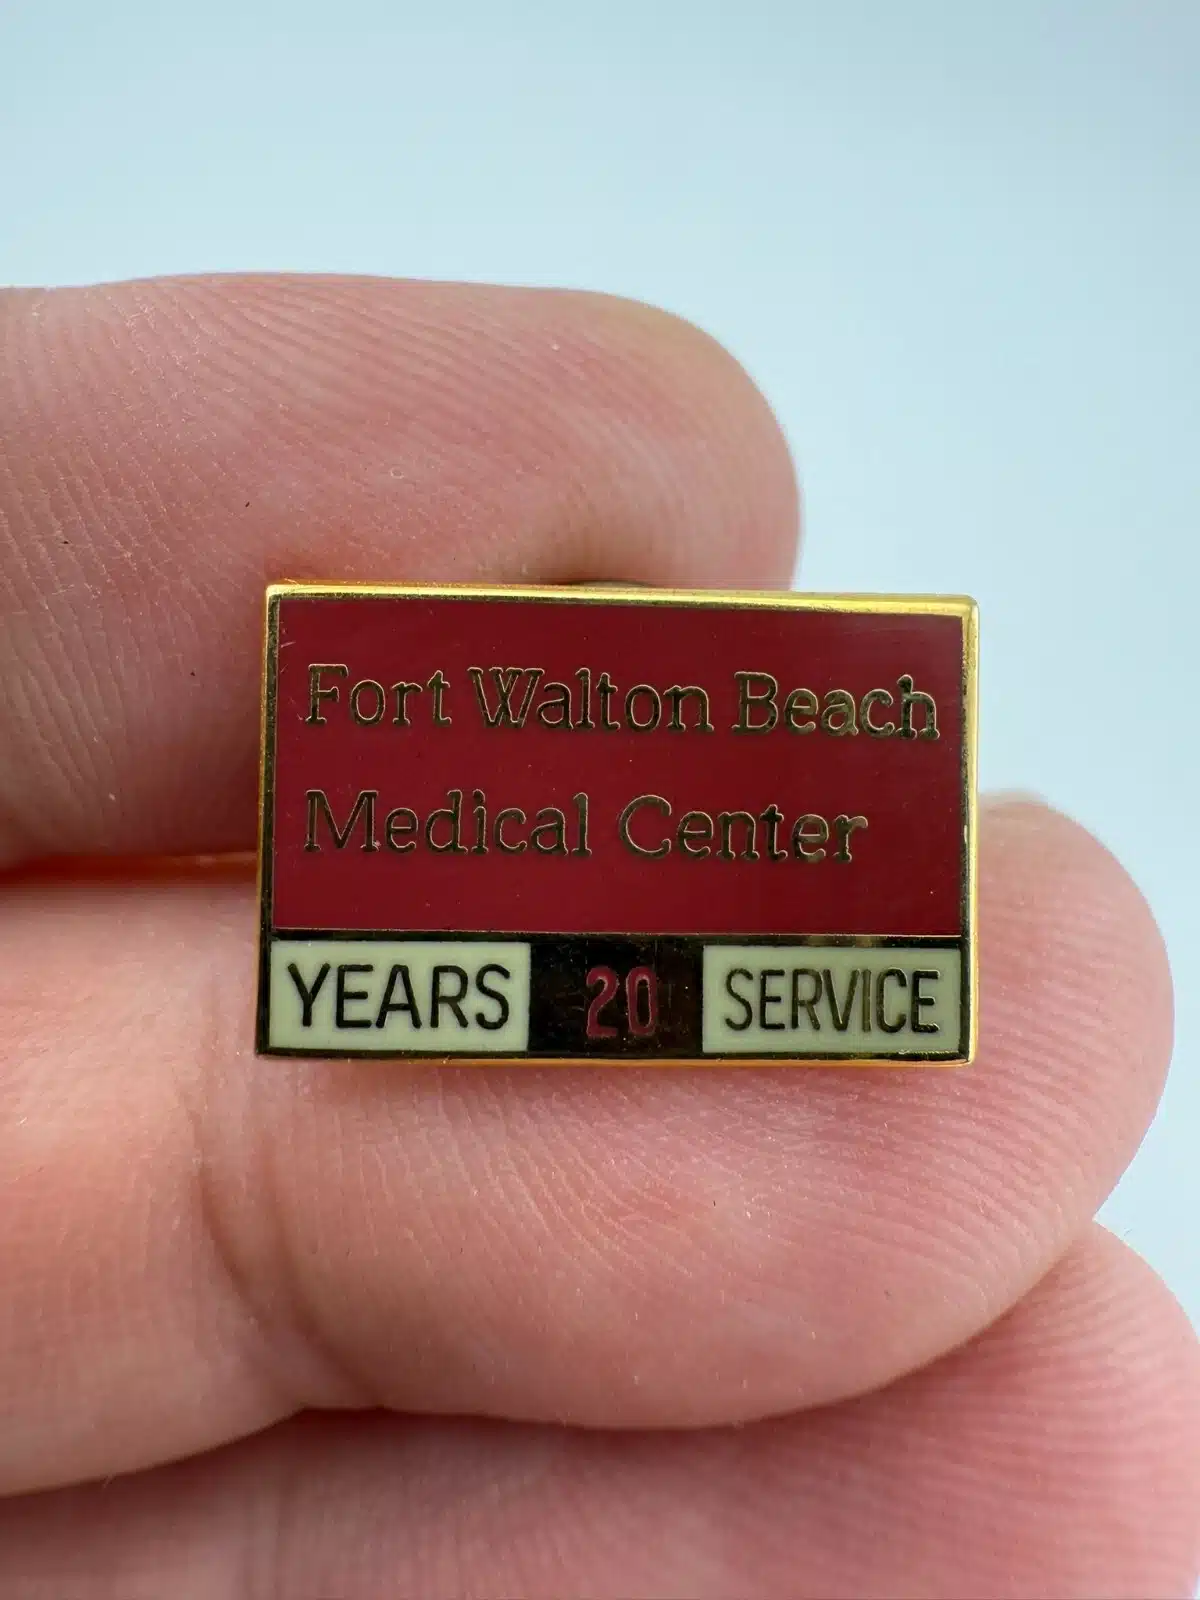 Fort Walton Beach
Medical Center
YEARS 20 SERVICE